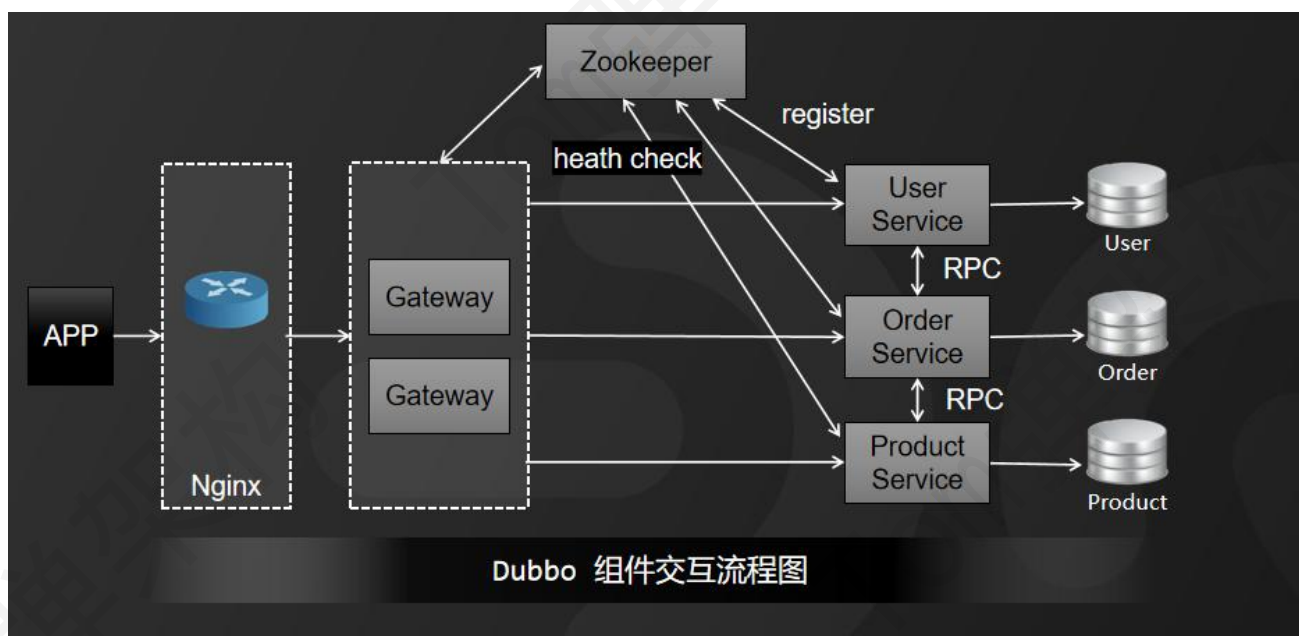 Zookeeper
register
heath check
User
Service
User
RPC
APP
Gateway
Order
Service
Order
Gateway
RPC
Product
Service
Nginx
Product
Dubbo 组件交互流程图